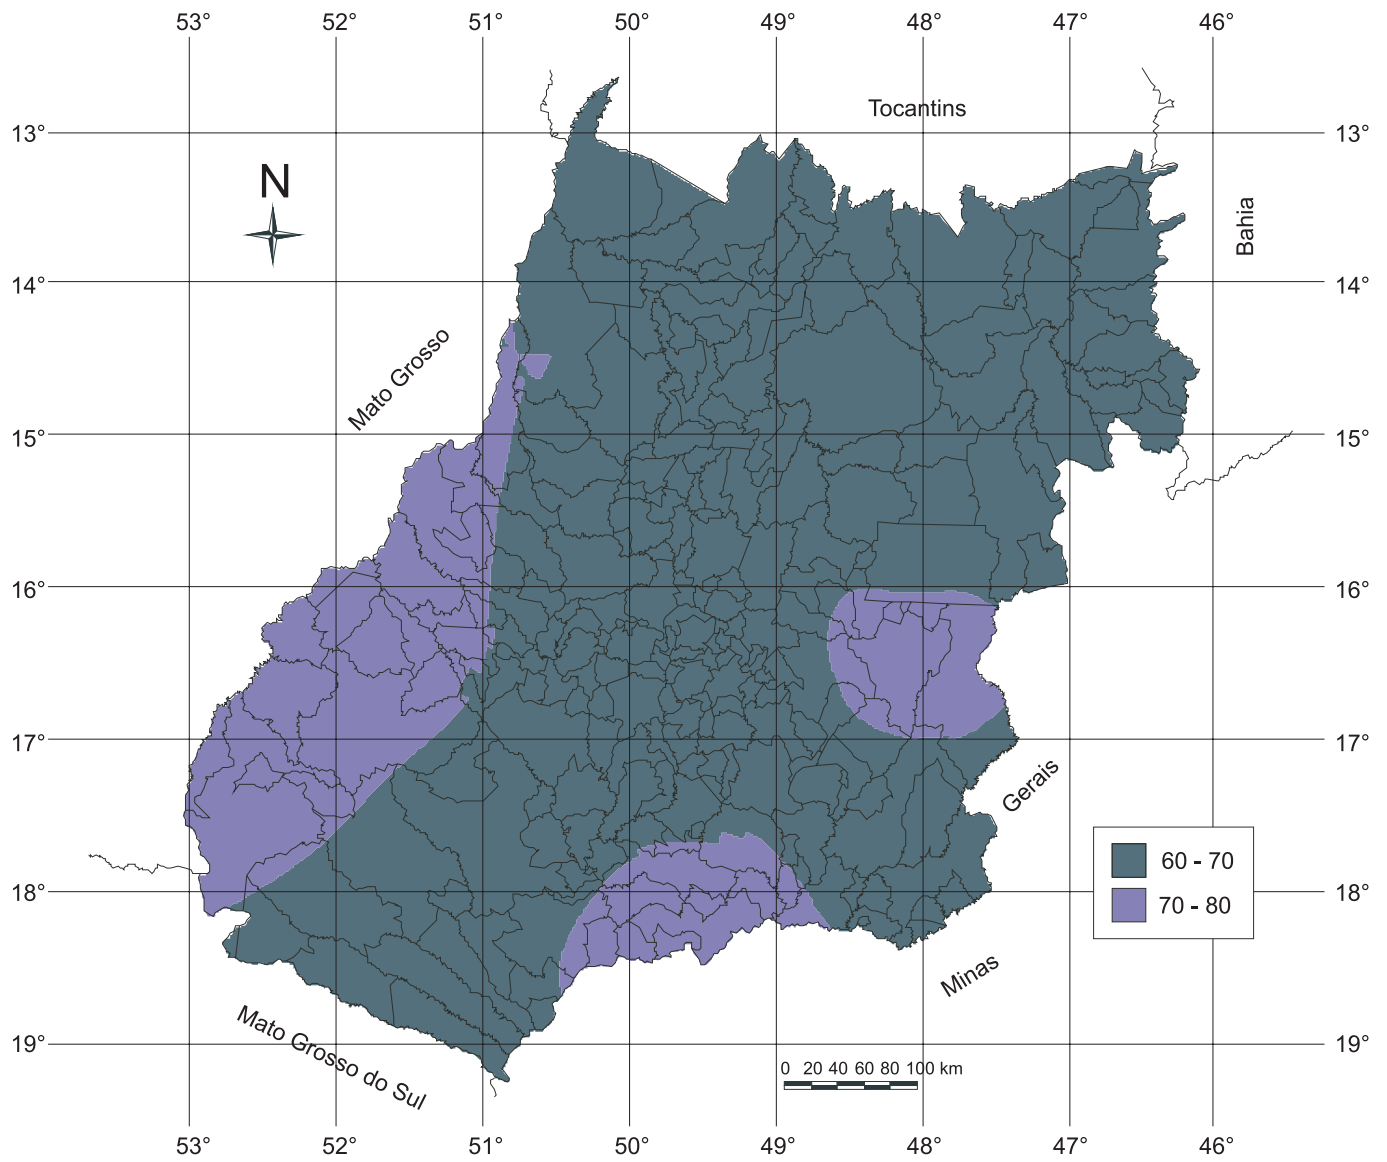 53° 52° 51° 50° 49° 48° 47° 46°
Tocantins
13° 13°
N
Bahia
14° 14°
Mato Grosso
15° 15°
16° 16°
17° 17°
Gerais
60 - 70
18° 18°
70 - 80
Minas
Mato Grosso do Sul
19° 19°
0 20 40 60 80 100 km
53° 52° 51° 50° 49° 48° 47° 46°